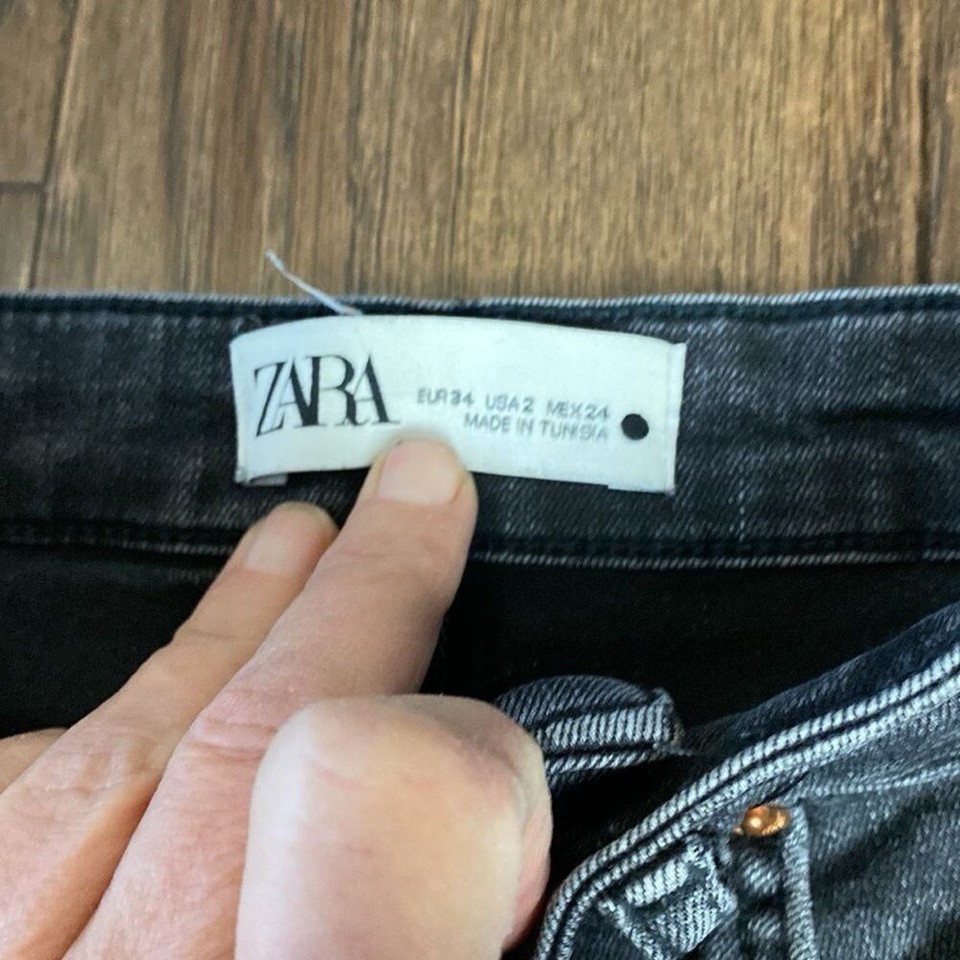 ZARA
EUR 34 USA 2 MEX 24
MADE IN TUNISIA